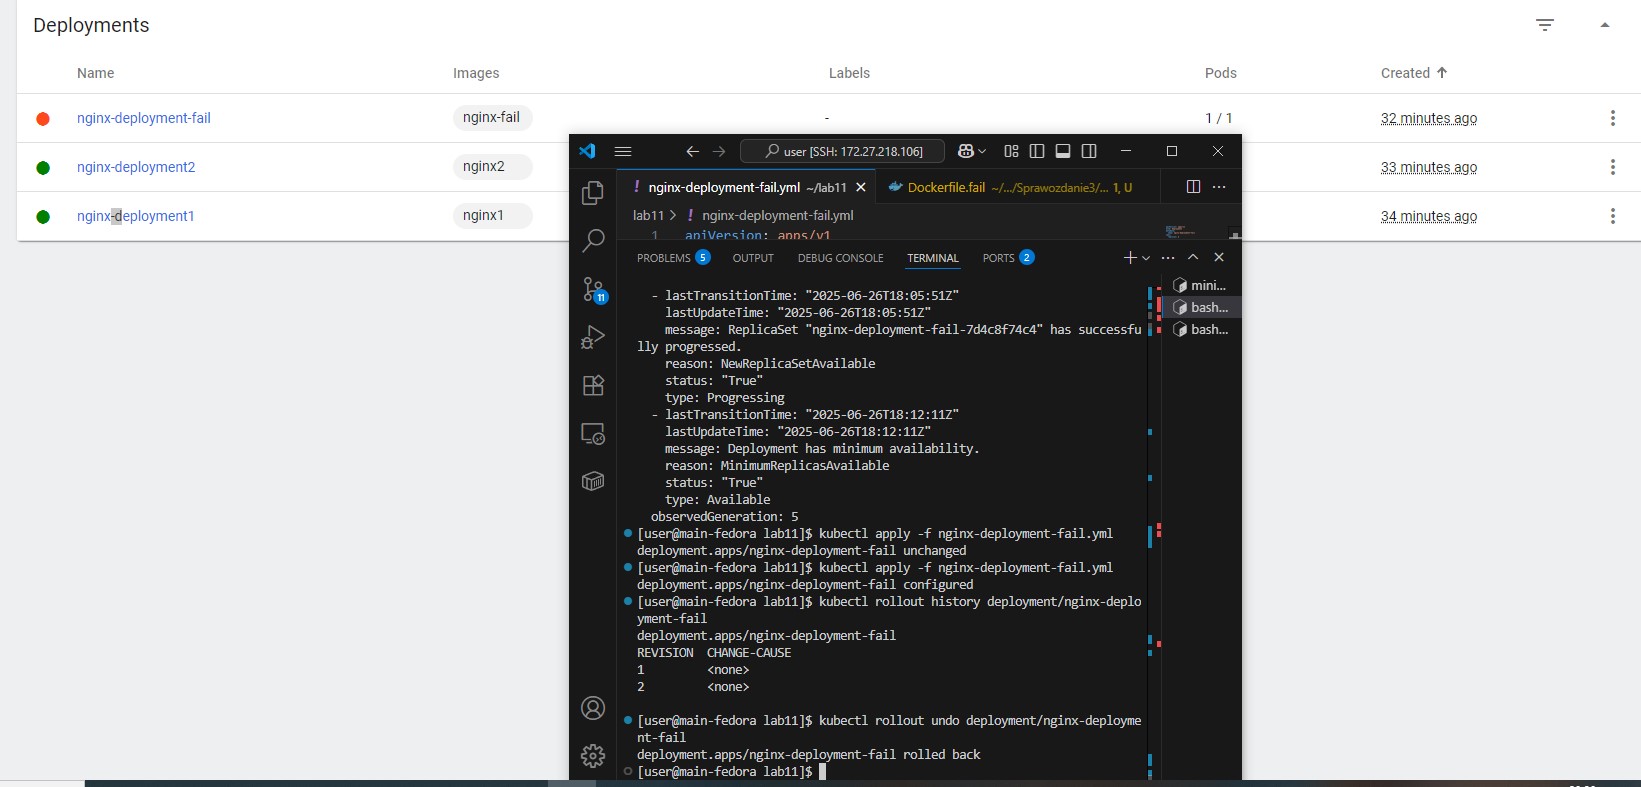 Deployments
Name Images Labels Pods Created
nginx-deployment-fail nginx-fail - 1 / 1 32 minutes ago
nginx-deployment2 nginx2 33 minutes ago
nginx-deployment1 nginx1 34 minutes ago
user [SSH: 172.27.218.106]
nginx-deployment-fail.yml ~/lab11 Dockerfile.fail ~/.../Sprawozdanie3/... 1, U
lab11 > ! nginx-deployment-fail.yml
1 apiVersion: apps/v1
PROBLEMS 5 OUTPUT DEBUG CONSOLE TERMINAL PORTS 2
mini...
bash...
bash...
11
- lastTransitionTime: "2025-06-26T18:05:51Z"
lastUpdateTime: "2025-06-26T18:05:51Z"
message: ReplicaSet "nginx-deployment-fail-7d4c8f74c4" has successfu
lly progressed.
reason: NewReplicaSetAvailable
status: "True"
type: Progressing
- lastTransitionTime: "2025-06-26T18:12:11Z"
lastUpdateTime: "2025-06-26T18:12:11Z"
message: Deployment has minimum availability.
reason: MinimumReplicasAvailable
status: "True"
type: Available
observedGeneration: 5
[user@main-fedora lab11]$ kubectl apply -f nginx-deployment-fail.yml
deployment.apps/nginx-deployment-fail unchanged
[user@main-fedora lab11]$ kubectl apply -f nginx-deployment-fail.yml
deployment.apps/nginx-deployment-fail configured
[user@main-fedora lab11]$ kubectl rollout history deployment/nginx-deplo
yment-fail
deployment.apps/nginx-deployment-fail
REVISION CHANGE-CAUSE
1 <none>
2 <none>
[user@main-fedora lab11]$ kubectl rollout undo deployment/nginx-deployme
nt-fail
deployment.apps/nginx-deployment-fail rolled back
[user@main-fedora lab11]$